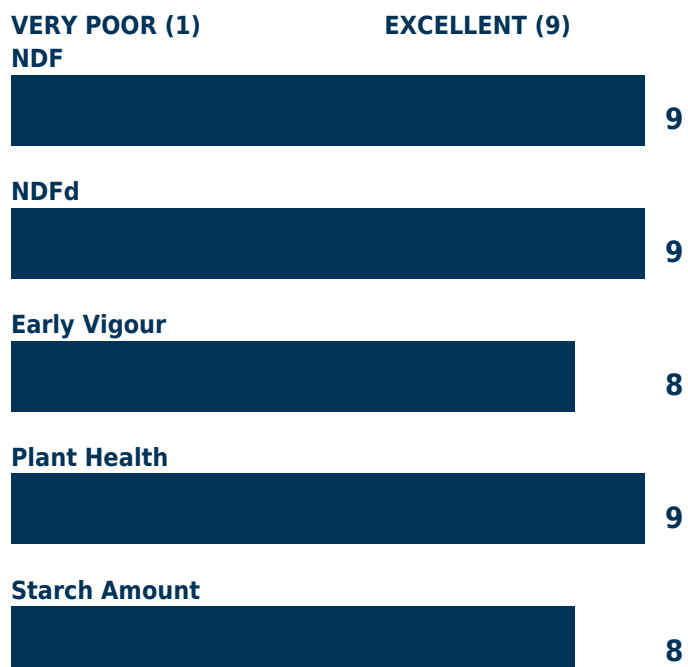 VERY POOR (1) EXCELLENT (9)
NDF
9
NDFd
9
Early Vigour
8
Plant Health
9
Starch Amount
8